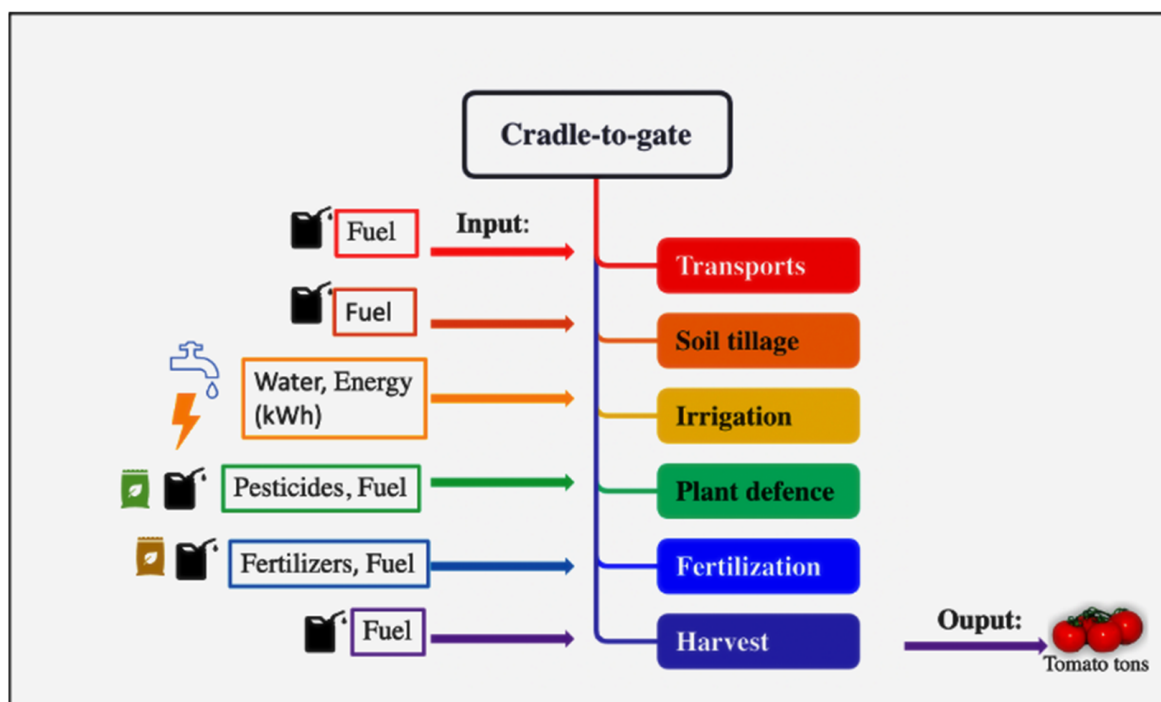 Cradle-to-gate
Fuel
Input:
Transports
Fuel
Soil tillage
Water, Energy
(kWh)
Irrigation
Pesticides, Fuel
Plant defence
Fertilizers, Fuel
Fertilization
Fuel
Harvest
Ouput:
Tomato tons